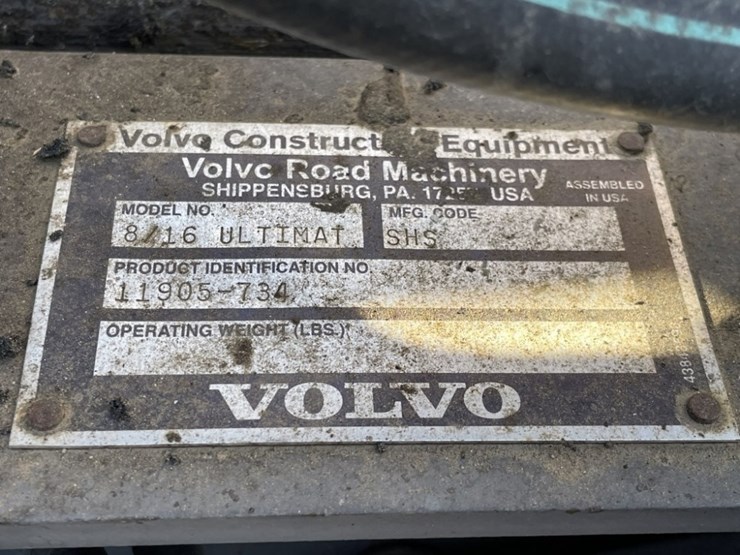 Volvo Construct Equipment
Volvo Road Machinery
SHIPPENSBURG, PA. USA
ASSEMBLED
IN USA
MODEL NO.
8/16 ULTIMAT
MFG. CODE
SHS
PRODUCT IDENTIFICATION NO.
11905-734
OPERATING WEIGHT (LBS.)
VOLVO